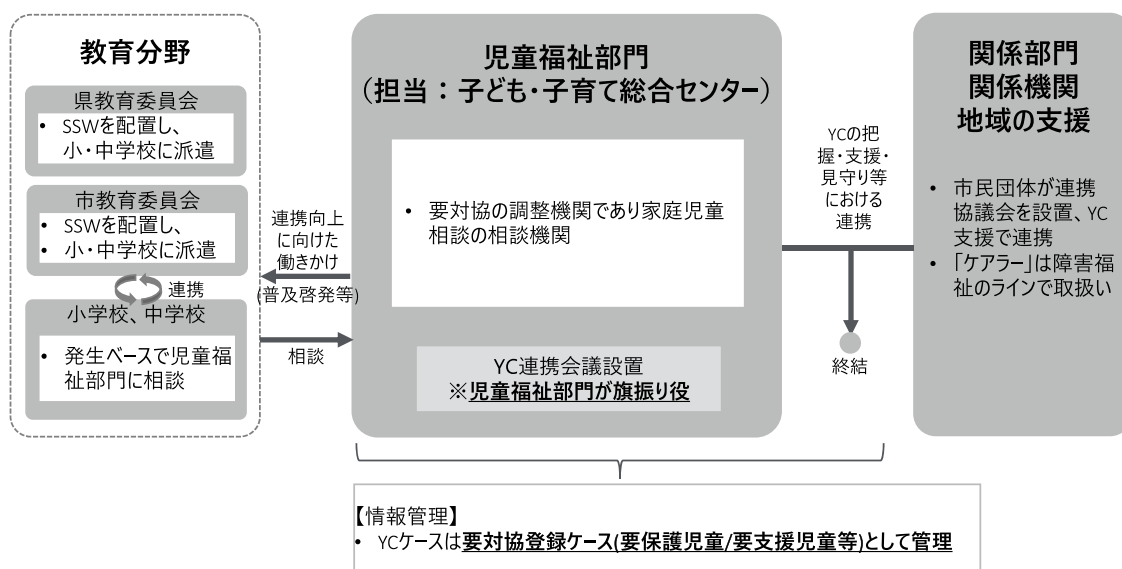 教育分野
県教育委員会
• SSWを配置し、
小・中学校に派遣
市教育委員会
• SSWを配置し、
• 小・中学校に派遣
連携
小学校、中学校
• 発生ベースで児童福
祉部門に相談
連携向上
に向けた
働きかけ
(普及啓発等)
相談
児童福祉部門
(担当：子ども・子育て総合センター)
• 要対協の調整機関であり家庭児童
相談の相談機関
YC連携会議設置
※児童福祉部門が旗振り役
YCの把
握・支援・
見守り等
における
連携
終結
関係部門
関係機関
地域の支援
• 市民団体が連携
協議会を設置、YC
支援で連携
• 「ケアラー」は障害福
祉のラインで取扱い
【情報管理】
• YCケースは要対協登録ケース(要保護児童/要支援児童等)として管理